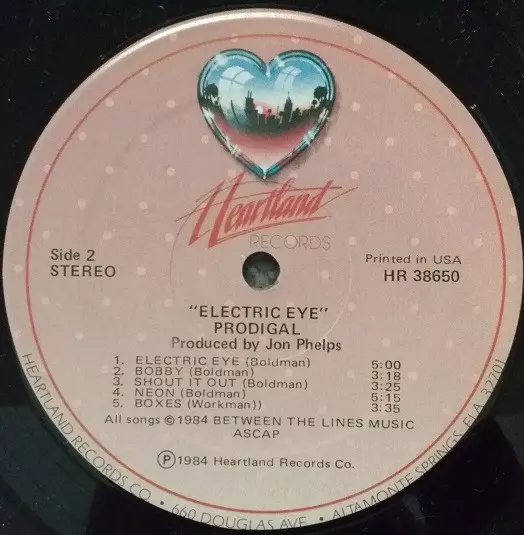 Heartland
RECORDS
Side 2
STEREO
Printed in USA
HR 38650
"ELECTRIC EYE"
PRODIGAL
Produced by Jon Phelps
1. ELECTRIC EYE (Boldman) 5:00
2. BOBBY (Boldman) 3:18
3. SHOUT IT OUT (Boldman) 3:25
4. NEON (Boldman) 5:15
5. BOXES (Workman)) 3:35
All songs ©1984 BETWEEN THE LINES MUSIC
ASCAP
℗1984 Heartland Records Co.
HEARTLAND RECORDS CO. • 660 DOUGLAS AVE. • ALTAMONTE SPRINGS, FLA. 32701